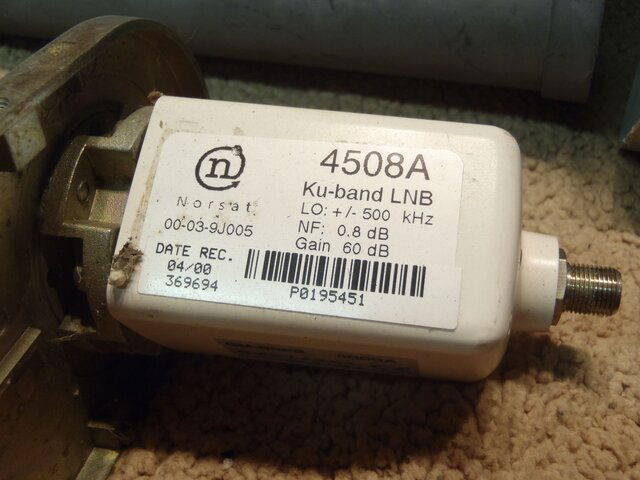 n
Norsat
00-03-9J005
4508A
Ku-band LNB
LO: +/- 500 kHz
NF: 0.8 dB
Gain 60 dB
DATE REC.
04/00
369694
P0195451